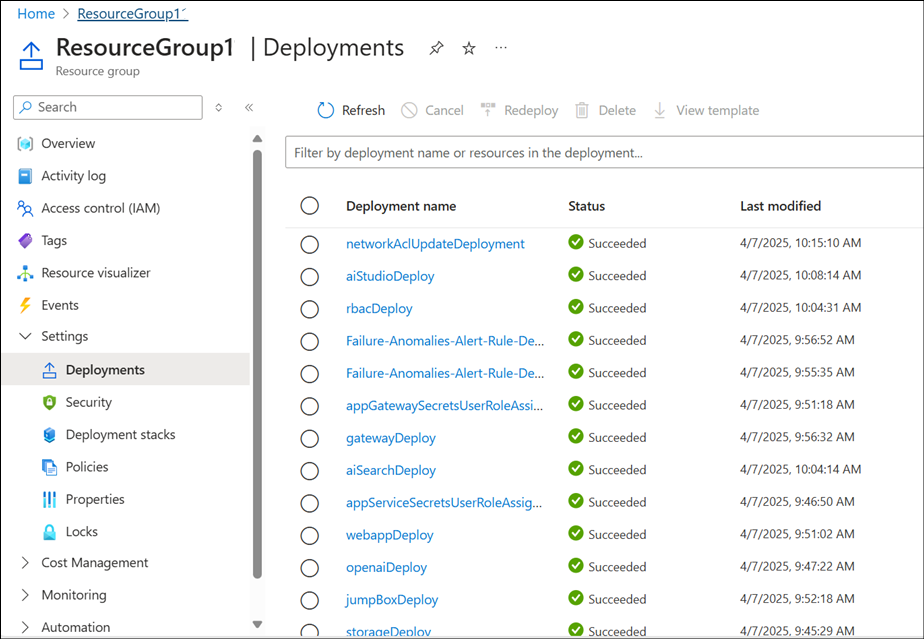 Home > ResourceGroup1
ResourceGroup1 | Deployments ...
Resource group
Search
Refresh Cancel Redeploy Delete View template
Overview
Activity log
Access control (IAM)
Tags
Resource visualizer
Events
Settings
Deployments
Security
Deployment stacks
Policies
Properties
Locks
Cost Management
Monitoring
Automation
Filter by deployment name or resources in the deployment...
Deployment name Status Last modified
networkAclUpdateDeployment Succeeded 4/7/2025, 10:15:10 AM
aiStudioDeploy Succeeded 4/7/2025, 10:08:14 AM
rbacDeploy Succeeded 4/7/2025, 10:04:31 AM
Failure-Anomalies-Alert-Rule-De... Succeeded 4/7/2025, 9:56:52 AM
Failure-Anomalies-Alert-Rule-De... Succeeded 4/7/2025, 9:55:35 AM
appGatewaySecretsUserRoleAssi... Succeeded 4/7/2025, 9:51:18 AM
gatewayDeploy Succeeded 4/7/2025, 9:56:32 AM
aiSearchDeploy Succeeded 4/7/2025, 10:04:14 AM
appServiceSecretsUserRoleAssig... Succeeded 4/7/2025, 9:46:50 AM
webappDeploy Succeeded 4/7/2025, 9:51:02 AM
openaiDeploy Succeeded 4/7/2025, 9:47:22 AM
jumpBoxDeploy Succeeded 4/7/2025, 9:52:18 AM
storageDeploy Succeeded 4/7/2025, 9:45:29 AM